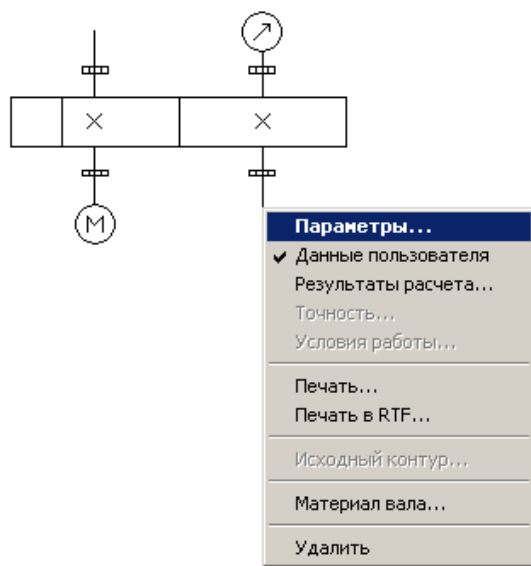 M
Параметры...
Данные пользователя
Результаты расчета...
Точность...
Условия работы...
Печать...
Печать в RTF...
Исходный контур...
Материал вала...
Удалить